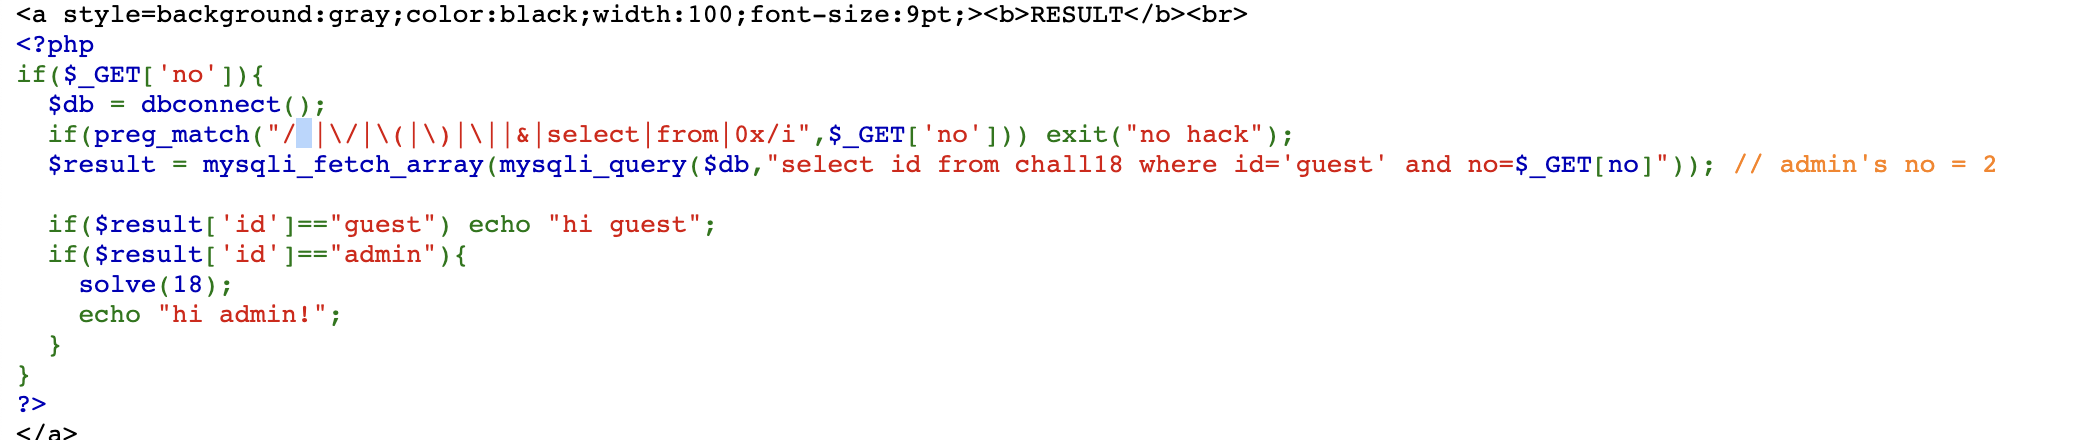 <a style=background:gray;color:black;width:100;font-size:9pt;><b>RESULT</b><br>
<?php
if($_GET['no']){
  $db = dbconnect();
  if(preg_match("/ |\/|\(|\)|\||&|select|from|0x/i",$_GET['no'])) exit("no hack");
  $result = mysqli_fetch_array(mysqli_query($db,"select id from chall18 where id='guest' and no=$_GET[no]")); // admin's no = 2

  if($result['id']=="guest") echo "hi guest";
  if($result['id']=="admin"){
    solve(18);
    echo "hi admin!";
  }
}
?>
</a>